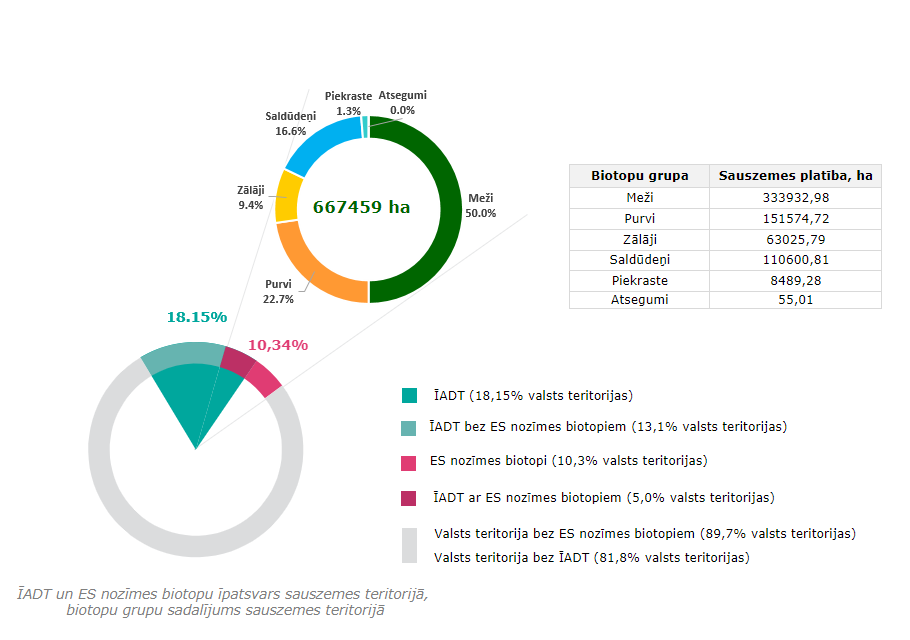 Piekraste
1.3%
Atsegumi
0.0%
Saldūdeņi
16.6%
Zālāji
9.4%
667459 ha
Meži
50.0%
Purvi
22.7%
Biotopu grupa Sauszemes platība, ha
Meži 333932,98
Purvi 151574,72
Zālāji 63025,79
Saldūdeņi 110600,81
Piekraste 8489,28
Atsegumi 55,01
18.15%
10,34%
ĪADT (18,15% valsts teritorijas)
ĪADT bez ES nozīmes biotopiem (13,1% valsts teritorijas)
ES nozīmes biotopi (10,3% valsts teritorijas)
ĪADT ar ES nozīmes biotopiem (5,0% valsts teritorijas)
Valsts teritorija bez ES nozīmes biotopiem (89,7% valsts teritorijas)
Valsts teritorija bez ĪADT (81,8% valsts teritorijas)
ĪADT un ES nozīmes biotopu īpatsvars sauszemes teritorijā,
biotopu grupu sadalījums sauszemes teritorijā